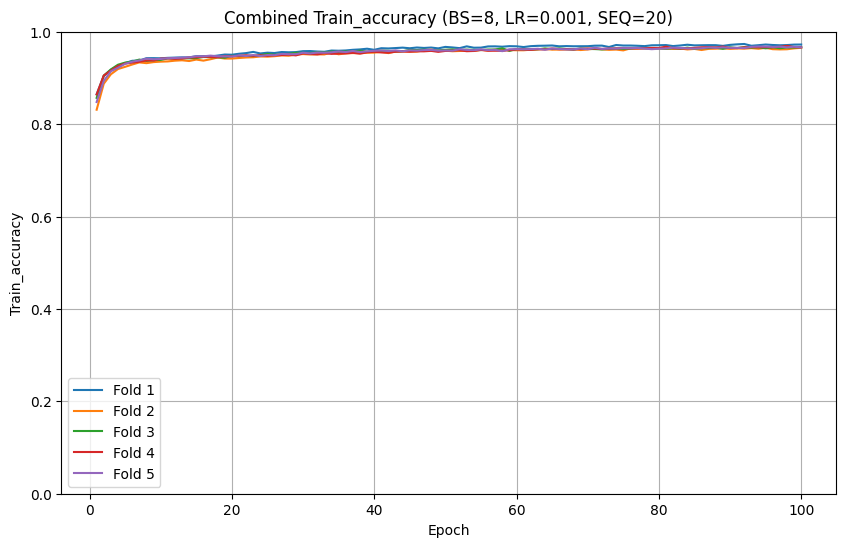 Combined Train_accuracy (BS=8, LR=0.001, SEQ=20)
Train_accuracy
1.0
0.8
0.6
0.4
0.2
0.0
Fold 1
Fold 2
Fold 3
Fold 4
Fold 5
0 20 40 60 80 100
Epoch